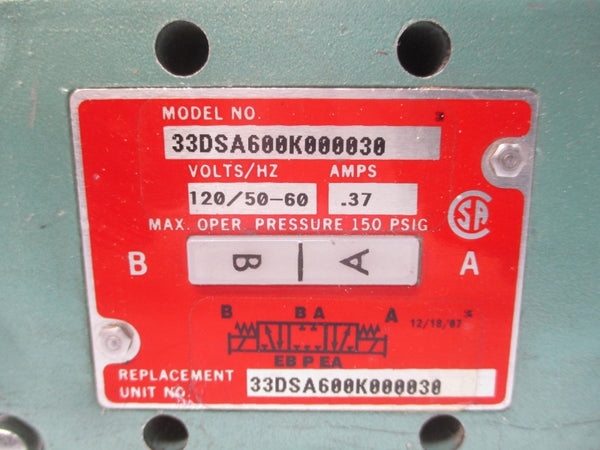 MODEL NO.
33DSA600K000030
VOLTS/HZ AMPS
120/50-60 .37
MAX. OPER. PRESSURE 150 PSIG
SA
B B A A
B B A A 12/18/07
EB P EA
REPLACEMENT
UNIT NO. 33DSA600K000030